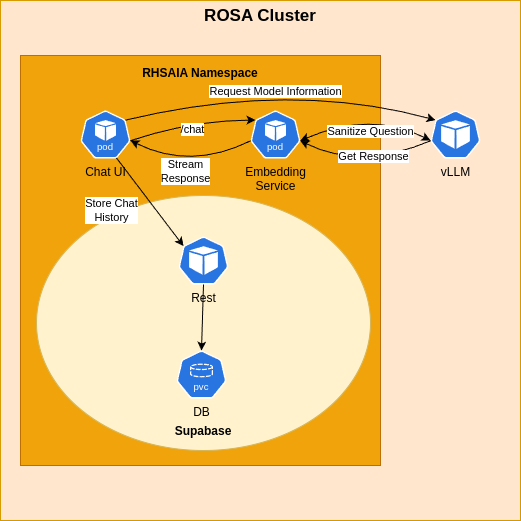 ROSA Cluster
RHSAIA Namespace
Request Model Information
/chat
Sanitize Question
pod
pod
Stream
Response
Get Response
Chat UI
Embedding
Service
vLLM
Store Chat
History
Rest
pvc
DB
Supabase